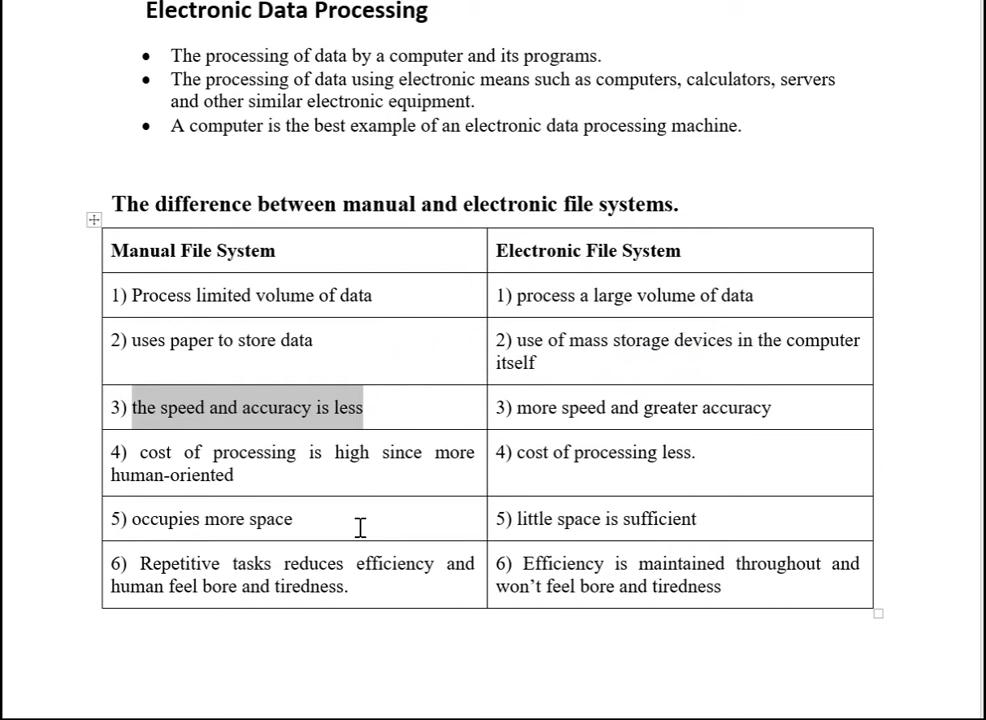 Electronic Data Processing
• The processing of data by a computer and its programs.
• The processing of data using electronic means such as computers, calculators, servers
and other similar electronic equipment.
• A computer is the best example of an electronic data processing machine.
The difference between manual and electronic file systems.
Manual File System
Electronic File System
1) Process limited volume of data
1) process a large volume of data
2) uses paper to store data
2) use of mass storage devices in the computer
itself
3) the speed and accuracy is less
3) more speed and greater accuracy
4) cost of processing is high since more
human-oriented
4) cost of processing less.
5) occupies more space
5) little space is sufficient
6) Repetitive tasks reduces efficiency and
human feel bore and tiredness.
6) Efficiency is maintained throughout and
won’t feel bore and tiredness